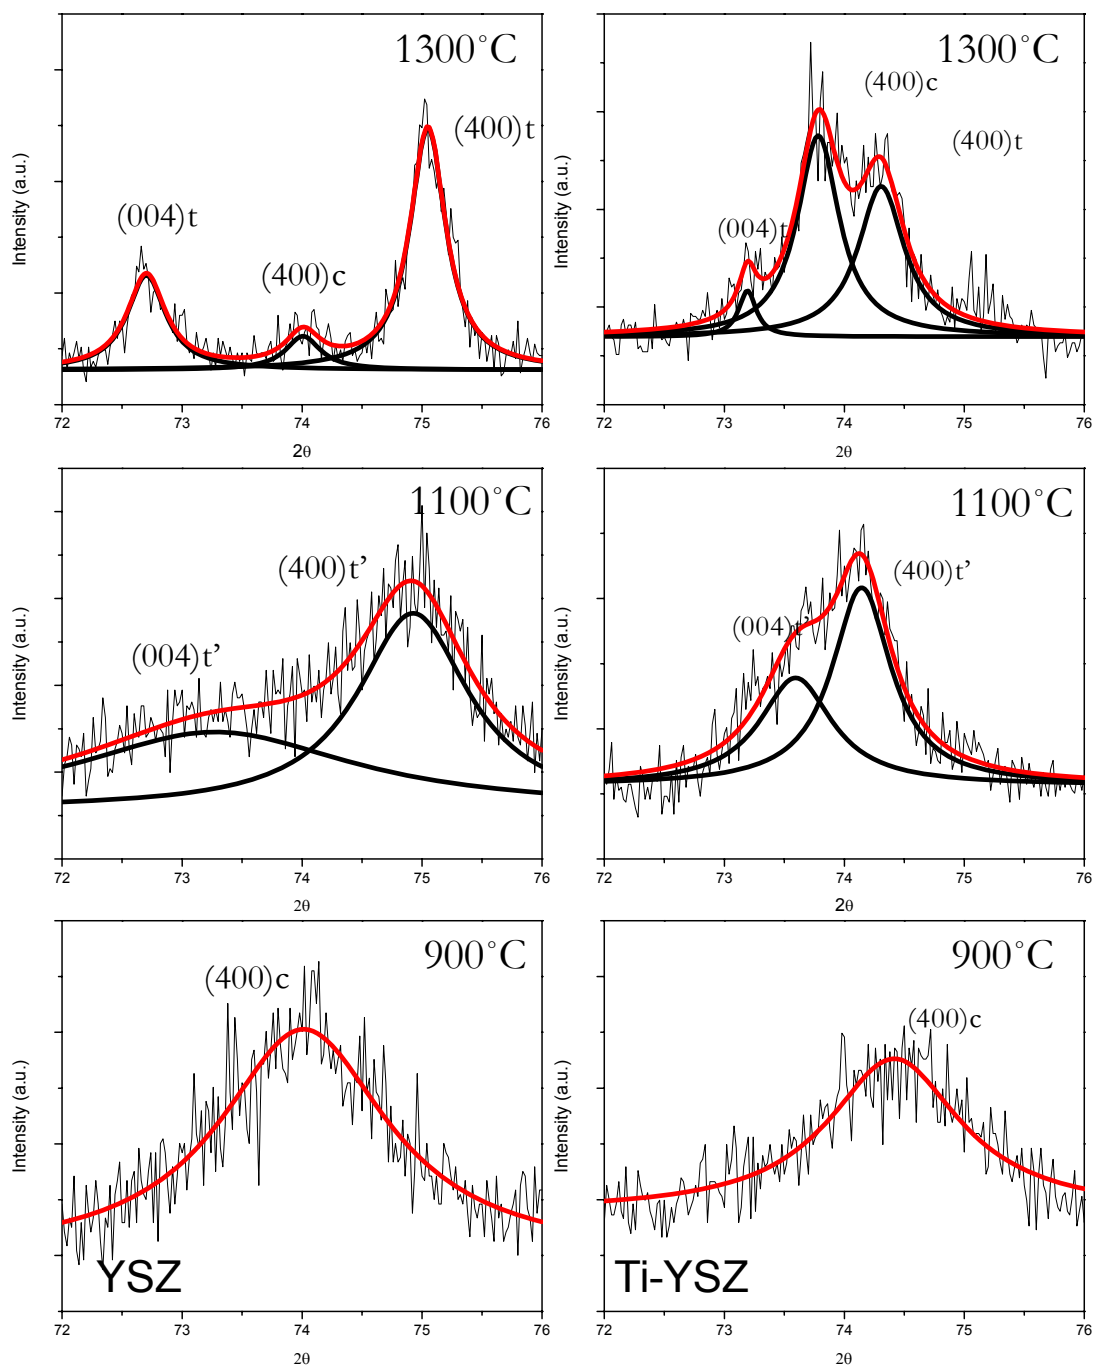 1300°C
(400)t
(004)t
(400)c
Intensity (a.u.)
72 73 74 75 76
2θ
1300°C
(400)c
(400)t
(004)t
Intensity (a.u.)
72 73 74 75 76
2θ
1100°C
(400)t’
(004)t’
Intensity (a.u.)
72 73 74 75 76
2θ
1100°C
(400)t’
(004)t’
Intensity (a.u.)
72 73 74 75 76
2θ
900°C
(400)c
Intensity (a.u.)
YSZ
72 73 74 75 76
2θ
900°C
(400)c
Intensity (a.u.)
Ti-YSZ
72 73 74 75 76
2θ